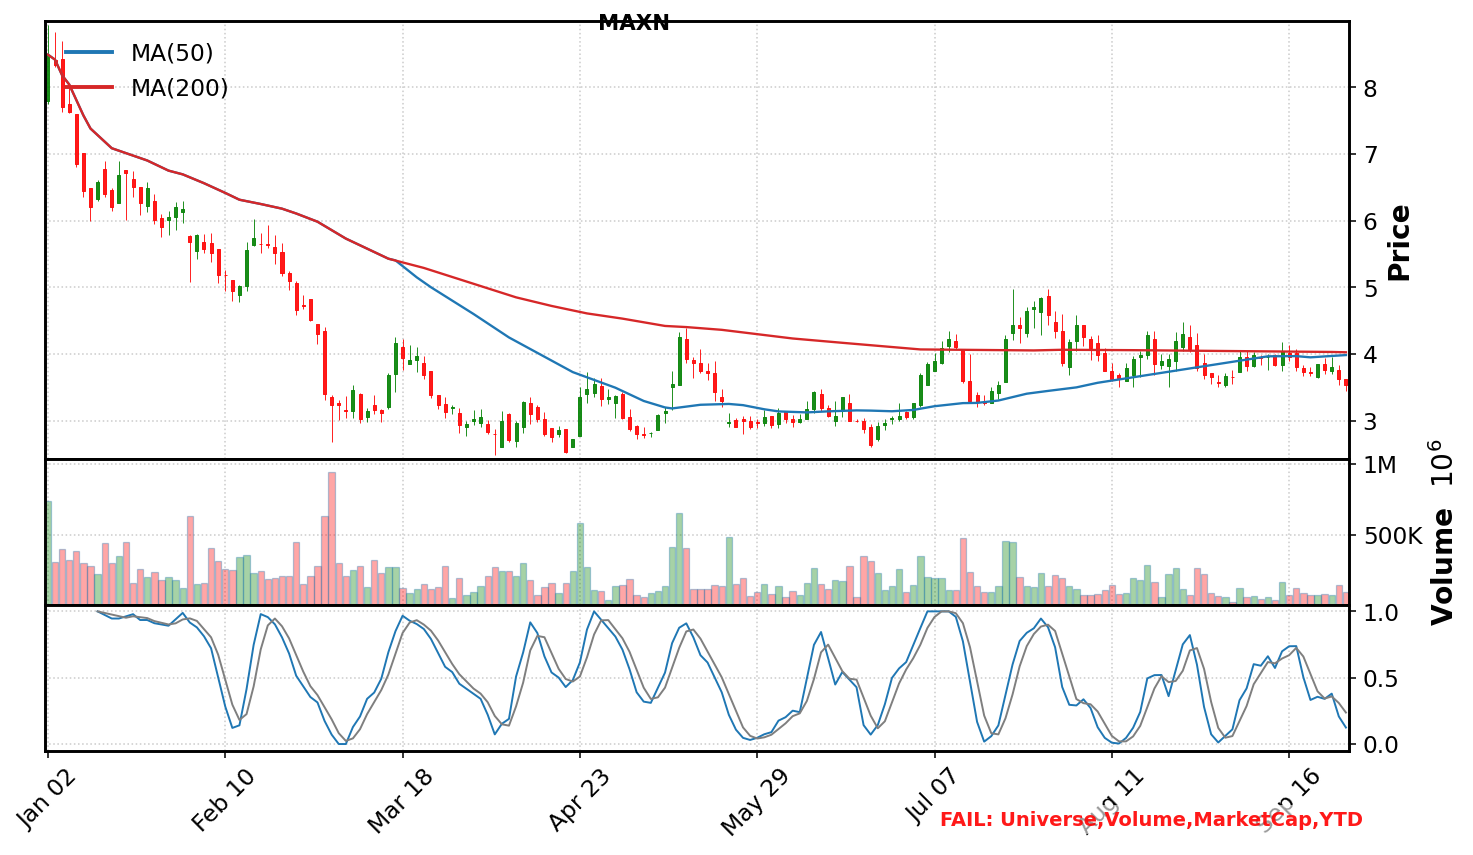 MAXN
MA(50)
MA(200)
8
7
6
5
4
3
Price
1M
500K
Volume 10^6
1.0
0.5
0.0
Jan 02
Feb 10
Mar 18
Apr 23
May 29
Jul 07
Aug 11
Sep 16
FAIL: Universe,Volume,MarketCap,YTD